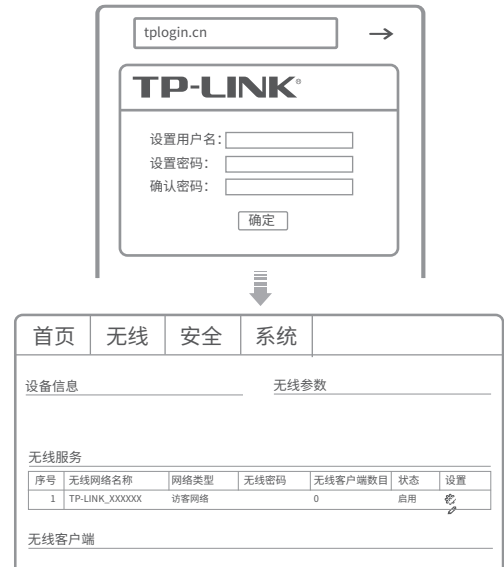 tplogin.cn
TP-LINK®
设置用户名：
设置密码：
确认密码：
确定
首页 无线 安全 系统
设备信息 无线参数
无线服务
序号 无线网络名称 网络类型 无线密码 无线客户端数目 状态 设置
1 TP-LINK_XXXXXX 访客网络 0 启用
无线客户端